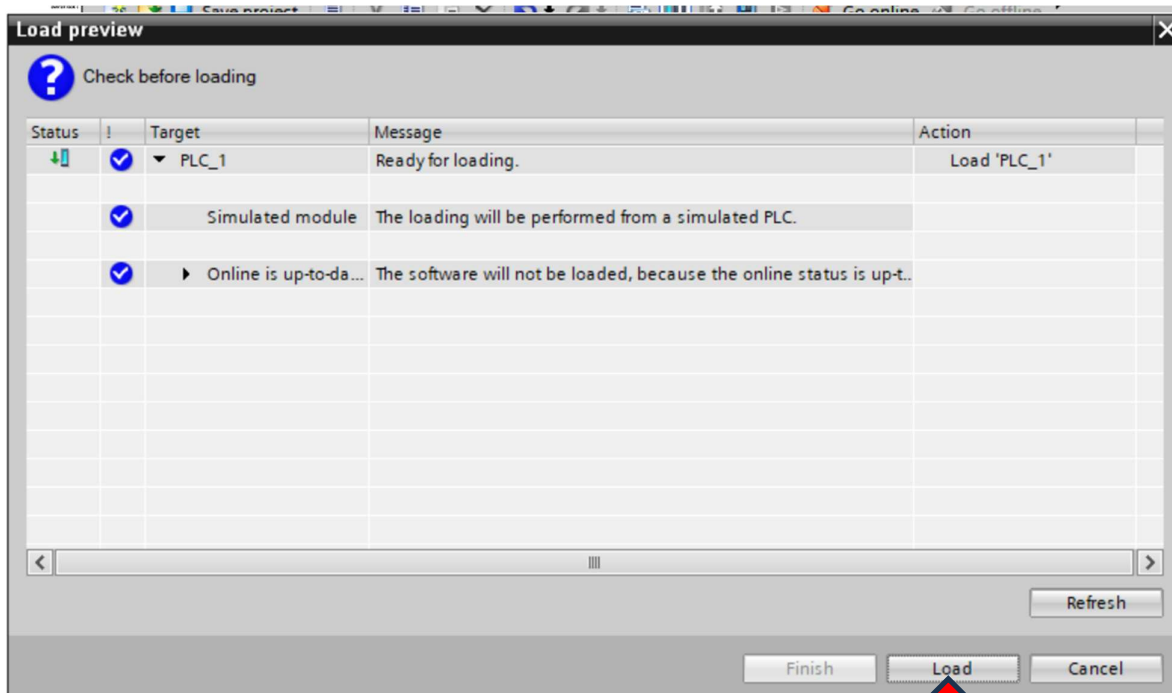 Save project
Go online
Go offline
Load preview
X
?
Check before loading
Status ! Target Message Action
PLC_1 Ready for loading. Load 'PLC_1'
Simulated module The loading will be performed from a simulated PLC.
Online is up-to-da... The software will not be loaded, because the online status is up-t..
Refresh
Finish Load Cancel